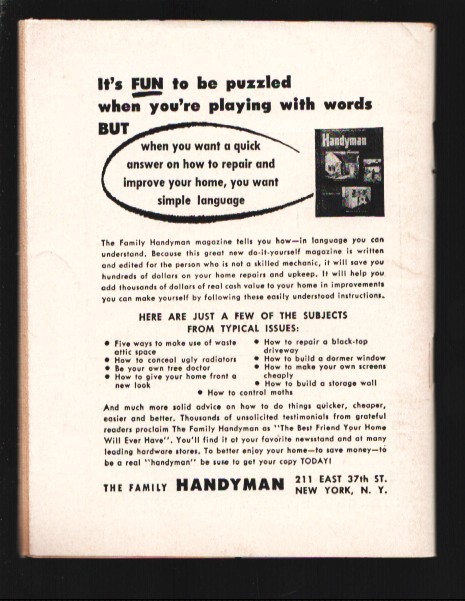 It's FUN to be puzzled
when you're playing with words
BUT
when you want a quick
answer on how to repair and
improve your home, you want
simple language
Handyman
The Family Handyman magazine tells you how—in language you can
understand. Because this great new do-it-yourself magazine is written
and edited for the person who is not a skilled mechanic, it will save you
hundreds of dollars on your home repairs and upkeep. It will help you
add thousands of dollars of real cash value to your home in improvements
you can make yourself by following these easily understood instructions.
HERE ARE JUST A FEW OF THE SUBJECTS
FROM TYPICAL ISSUES:
● Five ways to make use of waste
attic space
● How to conceal ugly radiators
● Be your own tree doctor
● How to give your home front a
new look
● How to repair a black-top
driveway
● How to build a dormer window
● How to make your own screens
cheaply
● How to build a storage wall
● How to control moths
And much more solid advice on how to do things quicker, cheaper,
easier and better. Thousands of unsolicited testimonials from grateful
readers proclaim The Family Handyman as "The Best Friend Your Home
Will Ever Have". You'll find it at your favorite newsstand and at many
leading hardware stores. To better enjoy your home—to save money—to
be a real "handyman" be sure to get your copy TODAY!
THE FAMILY HANDYMAN 211 EAST 37th ST.
NEW YORK, N. Y.